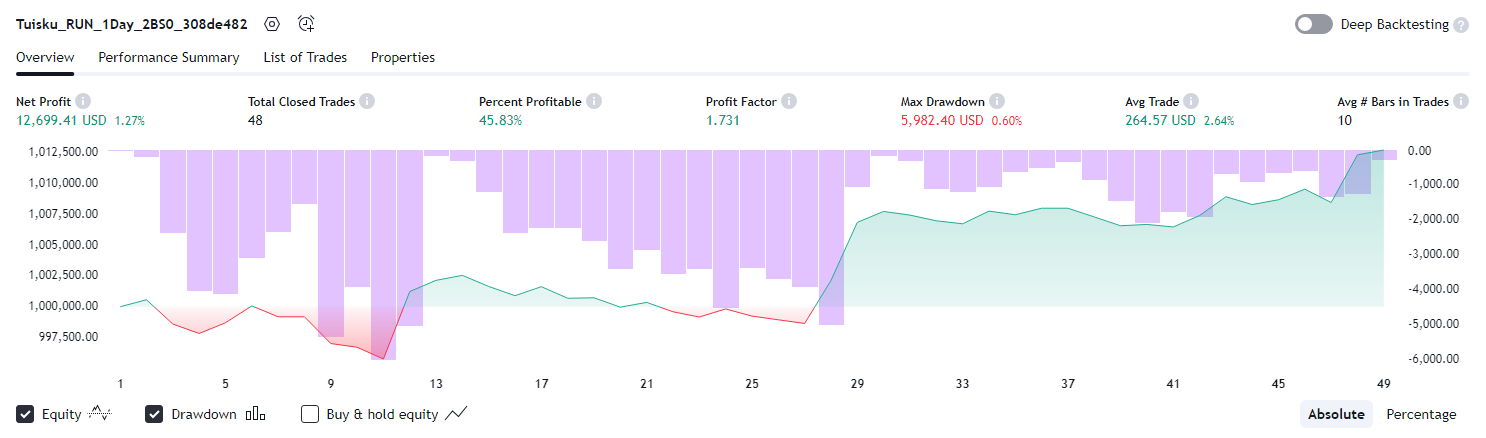 Tuisku_RUN_1Day_2BS0_308de482
Deep Backtesting ?
Overview Performance Summary List of Trades Properties
Net Profit Total Closed Trades Percent Profitable Profit Factor Max Drawdown Avg Trade Avg # Bars in Trades
12,699.41 USD 1.27% 48 45.83% 1.731 5,982.40 USD 0.60% 264.57 USD 2.64% 10
1,012,500.00 0.00
1,010,000.00 -1,000.00
1,007,500.00 -2,000.00
1,005,000.00 -3,000.00
1,002,500.00 -4,000.00
1,000,000.00 -5,000.00
997,500.00 -6,000.00
1 5 9 13 17 21 25 29 33 37 41 45 49
Equity Drawdown Buy & hold equity Absolute Percentage